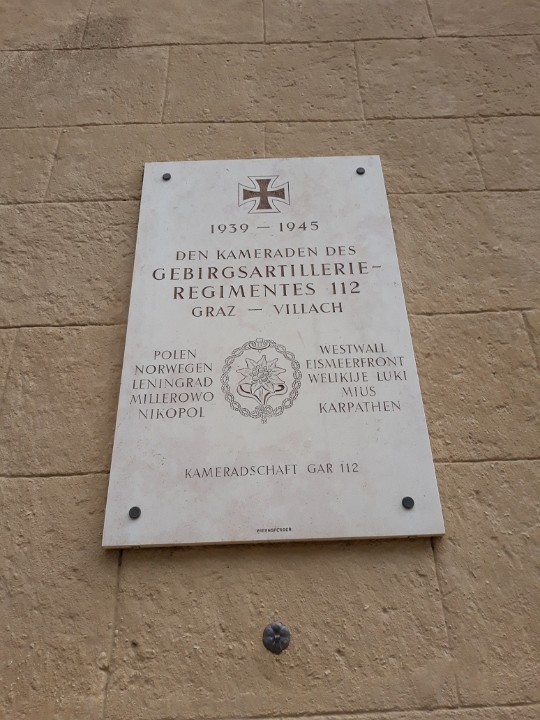 1939 — 1945
DEN KAMERADEN DES
GEBIRGSARTILLERIE-
REGIMENTES 112
GRAZ — VILLACH
POLEN
NORWEGEN
LENINGRAD
MILLEROWO
NIKOPOL
WESTWALL
EISMEERFRONT
WELIKIJE LUKI
MIUS
KARPATHEN
KAMERADSCHAFT GAR 112